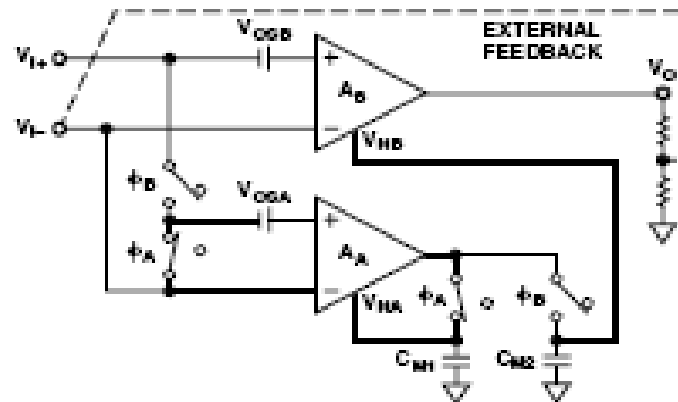 EXTERNAL
FEEDBACK
VOSB
VI+
VO
+
AB
VI–
−
VNB
ϕB
VOSA
+
ϕA
AA
−
VNA
ϕA
ϕB
CM1
CM2